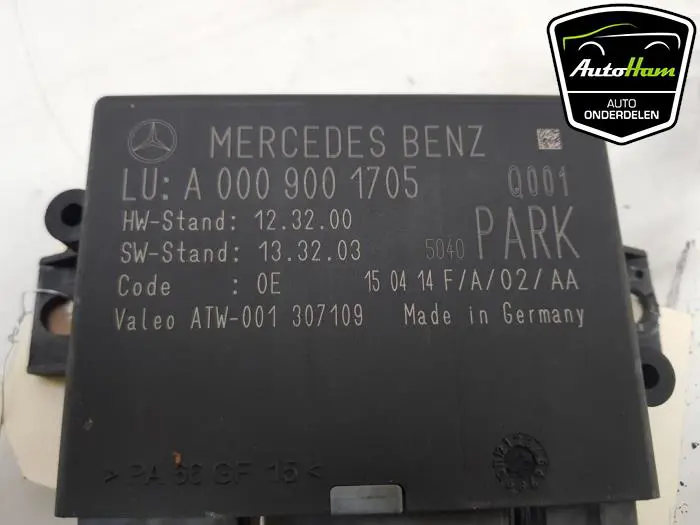 AutoHam
AUTO
ONDERDELEN
MERCEDES BENZ
LU: A 000 900 1705 Q001
HW-Stand: 12.32.00
SW-Stand: 13.32.03 5040 PARK
Code : 0E 15 04 14 F/A/02/AA
Valeo ATW-001 307109 Made in Germany
>PA 66 GF 15<